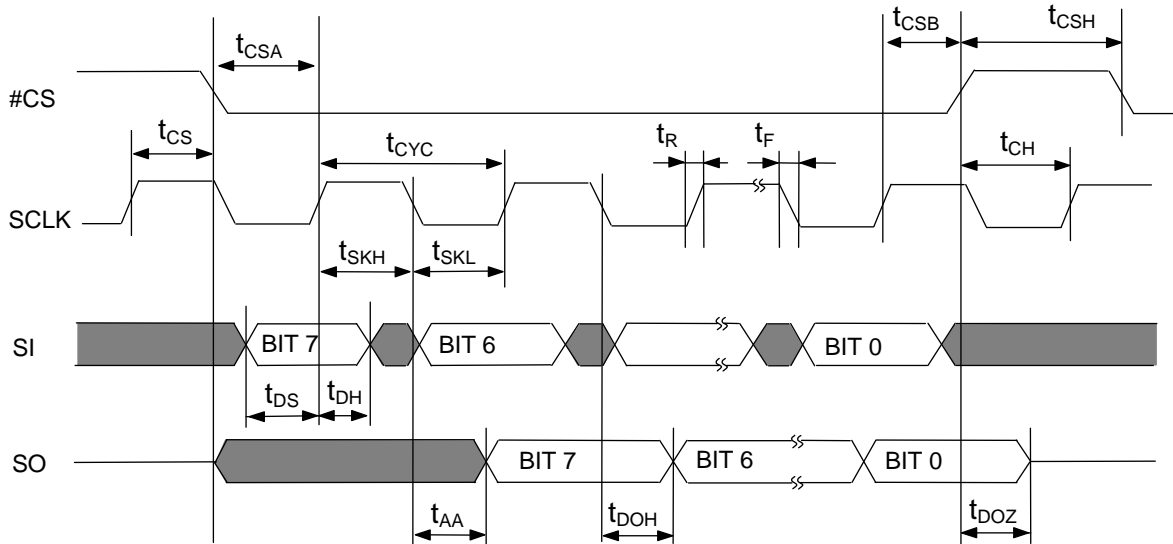 tCSB
tCSH
tCSA
#CS
tCS
tCYC
tR
tF
tCH
SCLK
tSKH
tSKL
SI
BIT 7
BIT 6
BIT 0
tDS
tDH
SO
BIT 7
BIT 6
BIT 0
tAA
tDOH
tDOZ